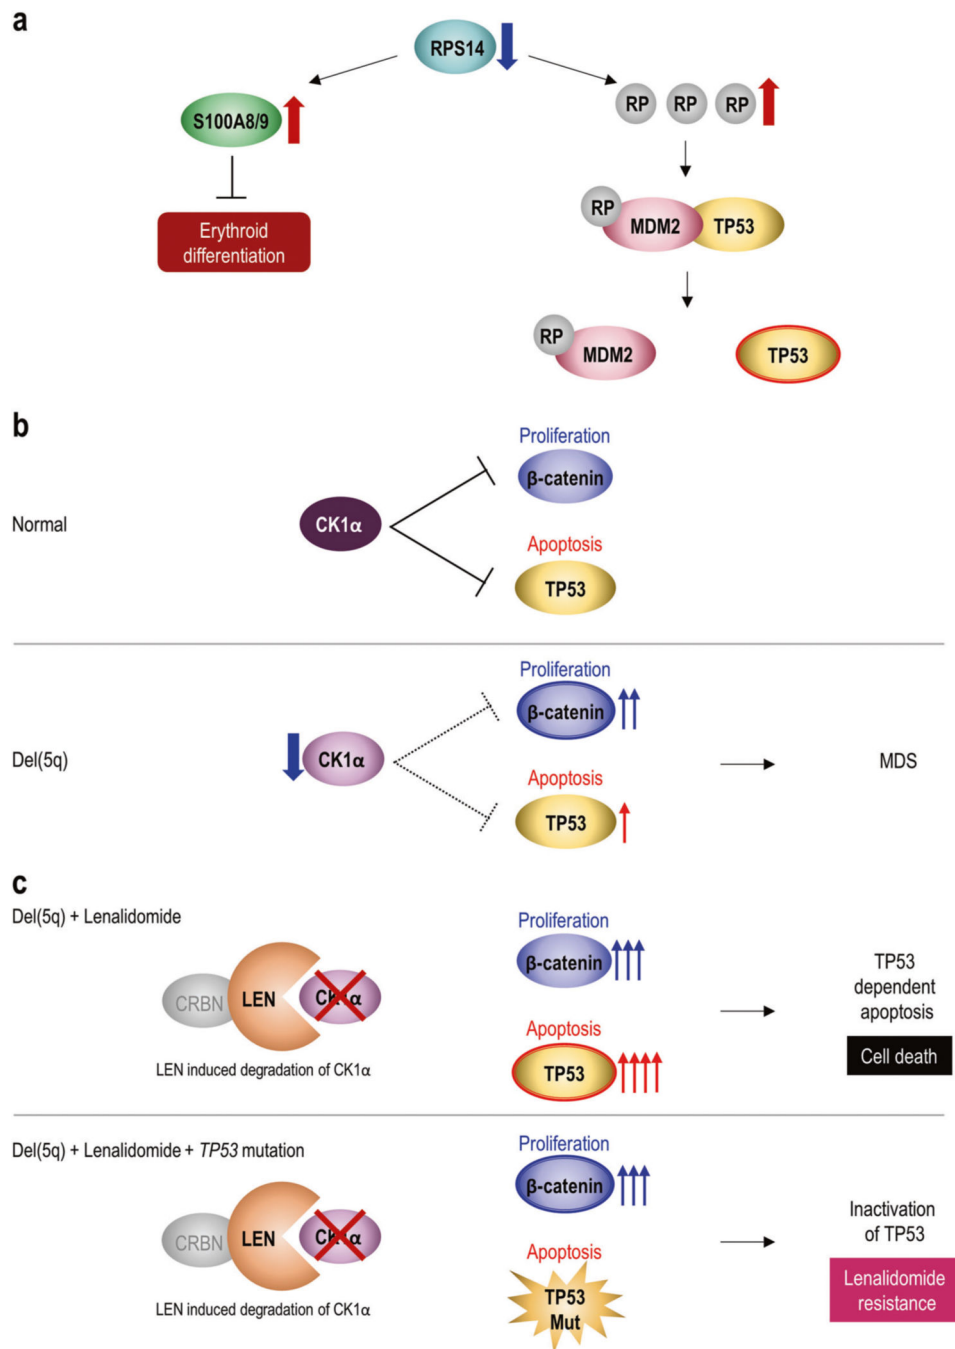 a
RPS14
S100A8/9
RP RP RP
Erythroid
differentiation
RP
MDM2 TP53
RP
MDM2
TP53
b
Normal
CK1α
Proliferation
β-catenin
Apoptosis
TP53
Del(5q)
CK1α
Proliferation
β-catenin
Apoptosis
TP53
MDS
c
Del(5q) + Lenalidomide
CRBN LEN CK1α
LEN induced degradation of CK1α
Proliferation
β-catenin
Apoptosis
TP53
TP53
dependent
apoptosis
Cell death
Del(5q) + Lenalidomide + TP53 mutation
CRBN LEN CK1α
LEN induced degradation of CK1α
Proliferation
β-catenin
Apoptosis
TP53
Mut
Inactivation
of TP53
Lenalidomide
resistance